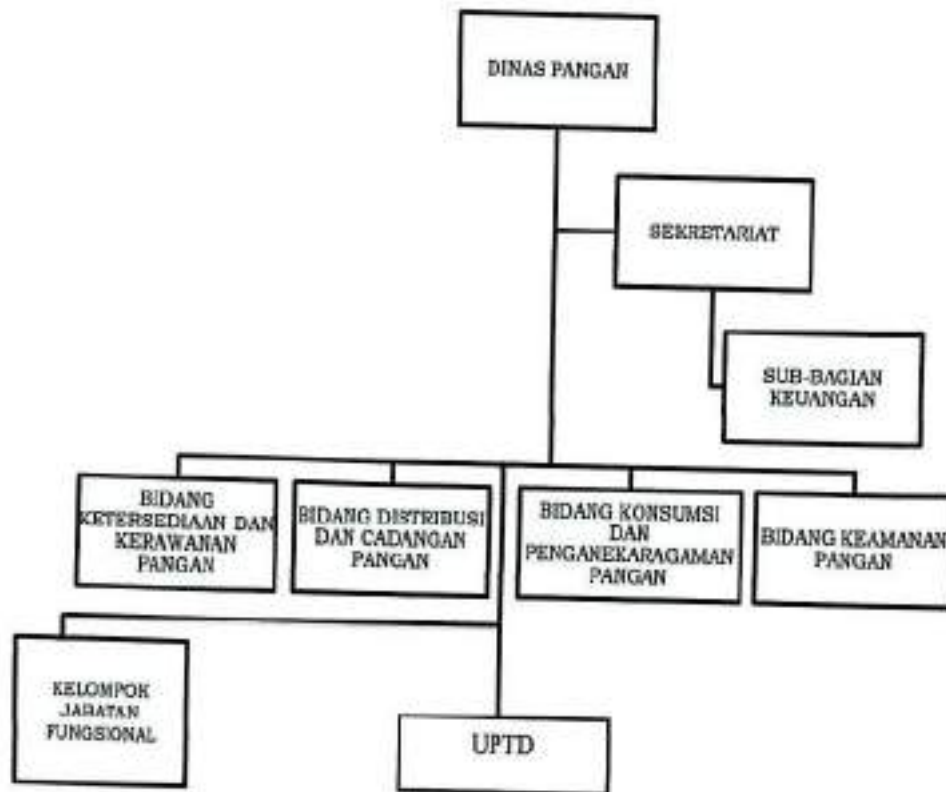 DINAS PANGAN
SEKRETARIAT
SUB-BAGIAN
KEUANGAN
BIDANG
KETERSEDIAAN DAN
KERAWANAN
PANGAN
BIDANG DISTRIBUSI
DAN CADANGAN
PANGAN
BIDANG KONSUMSI
DAN
PENGANEKARAGAMAN
PANGAN
BIDANG KEAMANAN
PANGAN
KELOMPOK
JABATAN
FUNGSIONAL
UPTD